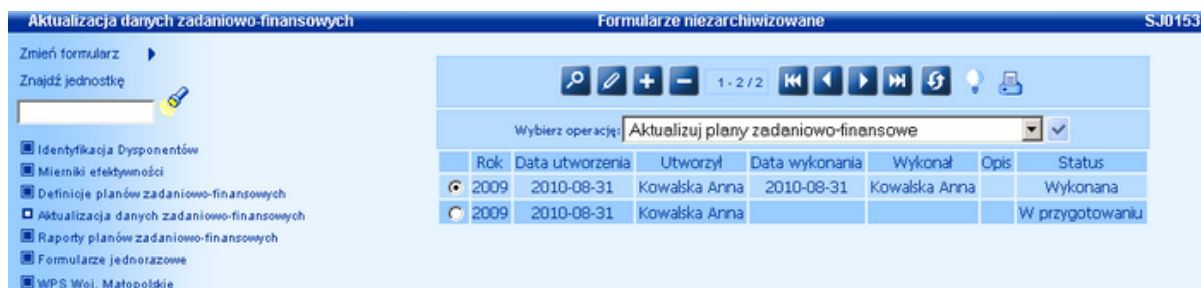 Aktualizacja danych zadaniowo-finansowych Formularze niezarchiwizowane SJ0153
Zmień formularz
Znajdź jednostkę
Identyfikacja Dysponentów
Mierniki efektywności
Definicje planów zadaniowo-finansowych
Aktualizacja danych zadaniowo-finansowych
Raporty planów zadaniowo-finansowych
Formularze jednorazowe
WPS Woj. Małopolskie
1 - 2 / 2
Wybierz operację: Aktualizuj plany zadaniowo-finansowe
Rok Data utworzenia Utworzył Data wykonania Wykonał Opis Status
2009 2010-08-31 Kowalska Anna 2010-08-31 Kowalska Anna Wykonana
2009 2010-08-31 Kowalska Anna W przygotowaniu